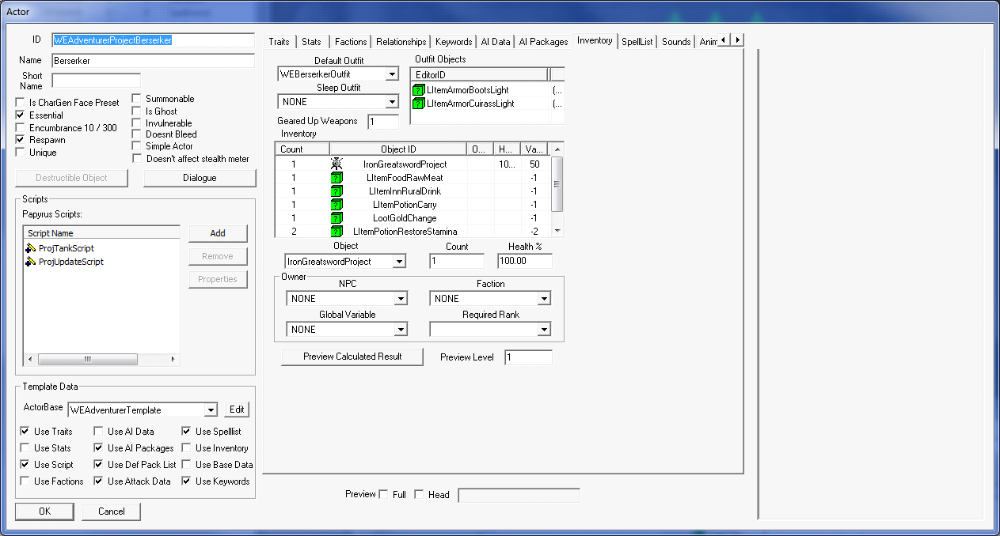 Actor
ID WEAdventurerProjectBerserker
Name Berserker
Short Name
Is CharGen Face Preset
Essential
Encumbrance 10 / 300
Respawn
Unique
Summonable
Is Ghost
Invulnerable
Doesnt Bleed
Simple Actor
Doesn't affect stealth meter
Destructible Object
Dialogue
Scripts
Papyrus Scripts:
Script Name
ProjTankScript
ProjUpdateScript
Add
Remove
Properties
Template Data
ActorBase WEAdventurerTemplate Edit
Use Traits Use AI Data Use Spelllist
Use Stats Use AI Packages Use Inventory
Use Script Use Def Pack List Use Base Data
Use Factions Use Attack Data Use Keywords
OK Cancel
Traits Stats Factions Relationships Keywords AI Data AI Packages Inventory SpellList Sounds Anim
Default Outfit
WEBerserkerOutfit
Sleep Outfit
NONE
Geared Up Weapons 1
Outfit Objects
EditorID
LItemArmorBootsLight (...
LItemArmorCuirassLight (...
Inventory
Count Object ID O... H... Va...
1 IronGreatswordProject 10... 50
1 LItemFoodRawMeat -1
1 LItemInnRuralDrink -1
1 LItemPotionCarry -1
1 LootGoldChange -1
2 LItemPotionRestoreStamina -2
Object Count Health %
IronGreatswordProject 1 100.00
Owner
NPC Faction
NONE NONE
Global Variable Required Rank
NONE
Preview Calculated Result Preview Level 1
Preview Full Head